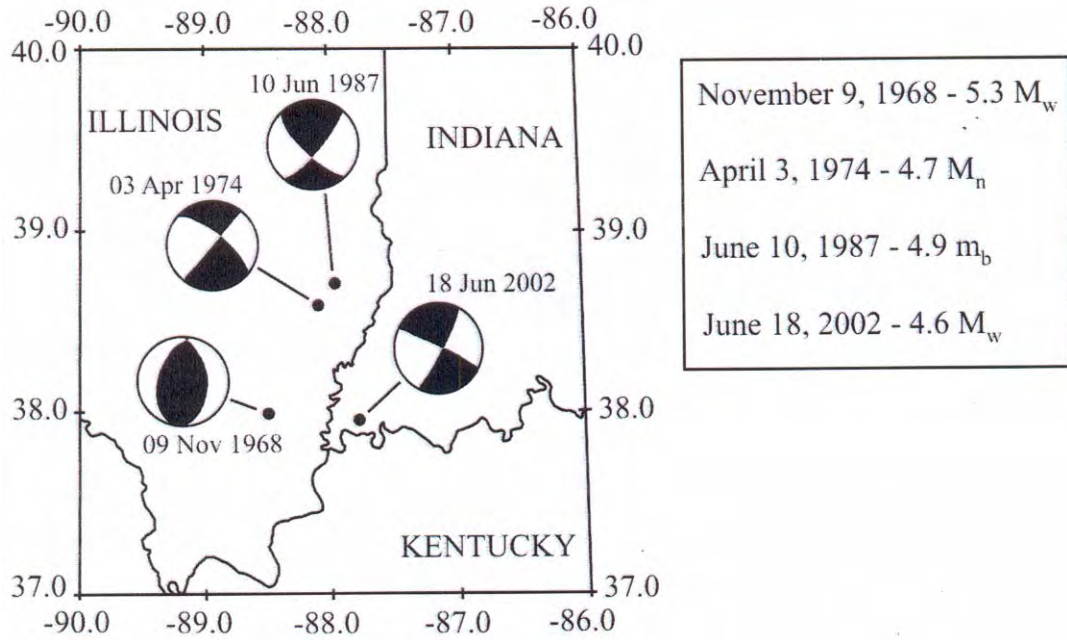 -90.0 -89.0 -88.0 -87.0 -86.0
40.0 40.0
10 Jun 1987
ILLINOIS
INDIANA
03 Apr 1974
39.0 39.0
18 Jun 2002
38.0 38.0
09 Nov 1968
KENTUCKY
37.0 37.0
-90.0 -89.0 -88.0 -87.0 -86.0
November 9, 1968 - 5.3 Mw
April 3, 1974 - 4.7 Mn
June 10, 1987 - 4.9 mb
June 18, 2002 - 4.6 Mw